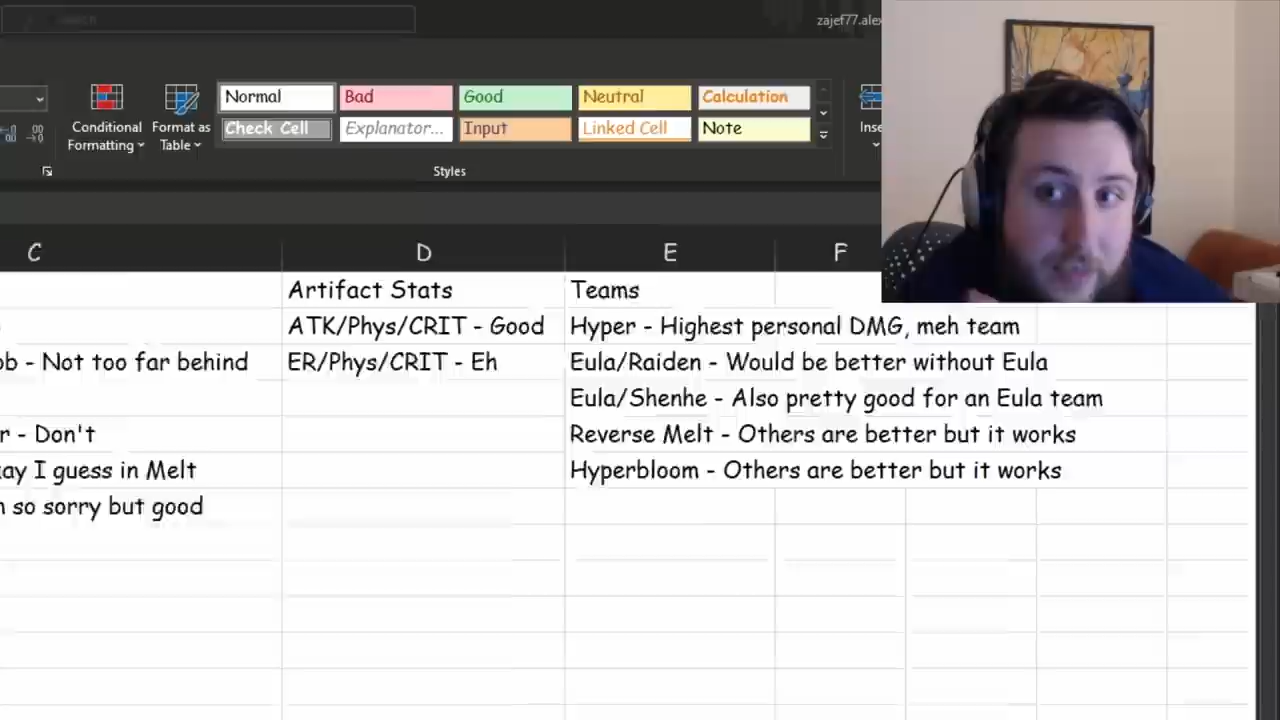 zajef77.alex
Normal Bad Good Neutral Calculation
Check Cell Explanator... Input Linked Cell Note
Conditional Formatting
Format as Table
Inse
Styles
C D E F
Artifact Stats Teams
ATK/Phys/CRIT - Good Hyper - Highest personal DMG, meh team
ob - Not too far behind ER/Phys/CRIT - Eh Eula/Raiden - Would be better without Eula
Eula/Shenhe - Also pretty good for an Eula team
r - Don't Reverse Melt - Others are better but it works
ay I guess in Melt Hyperbloom - Others are better but it works
so sorry but good